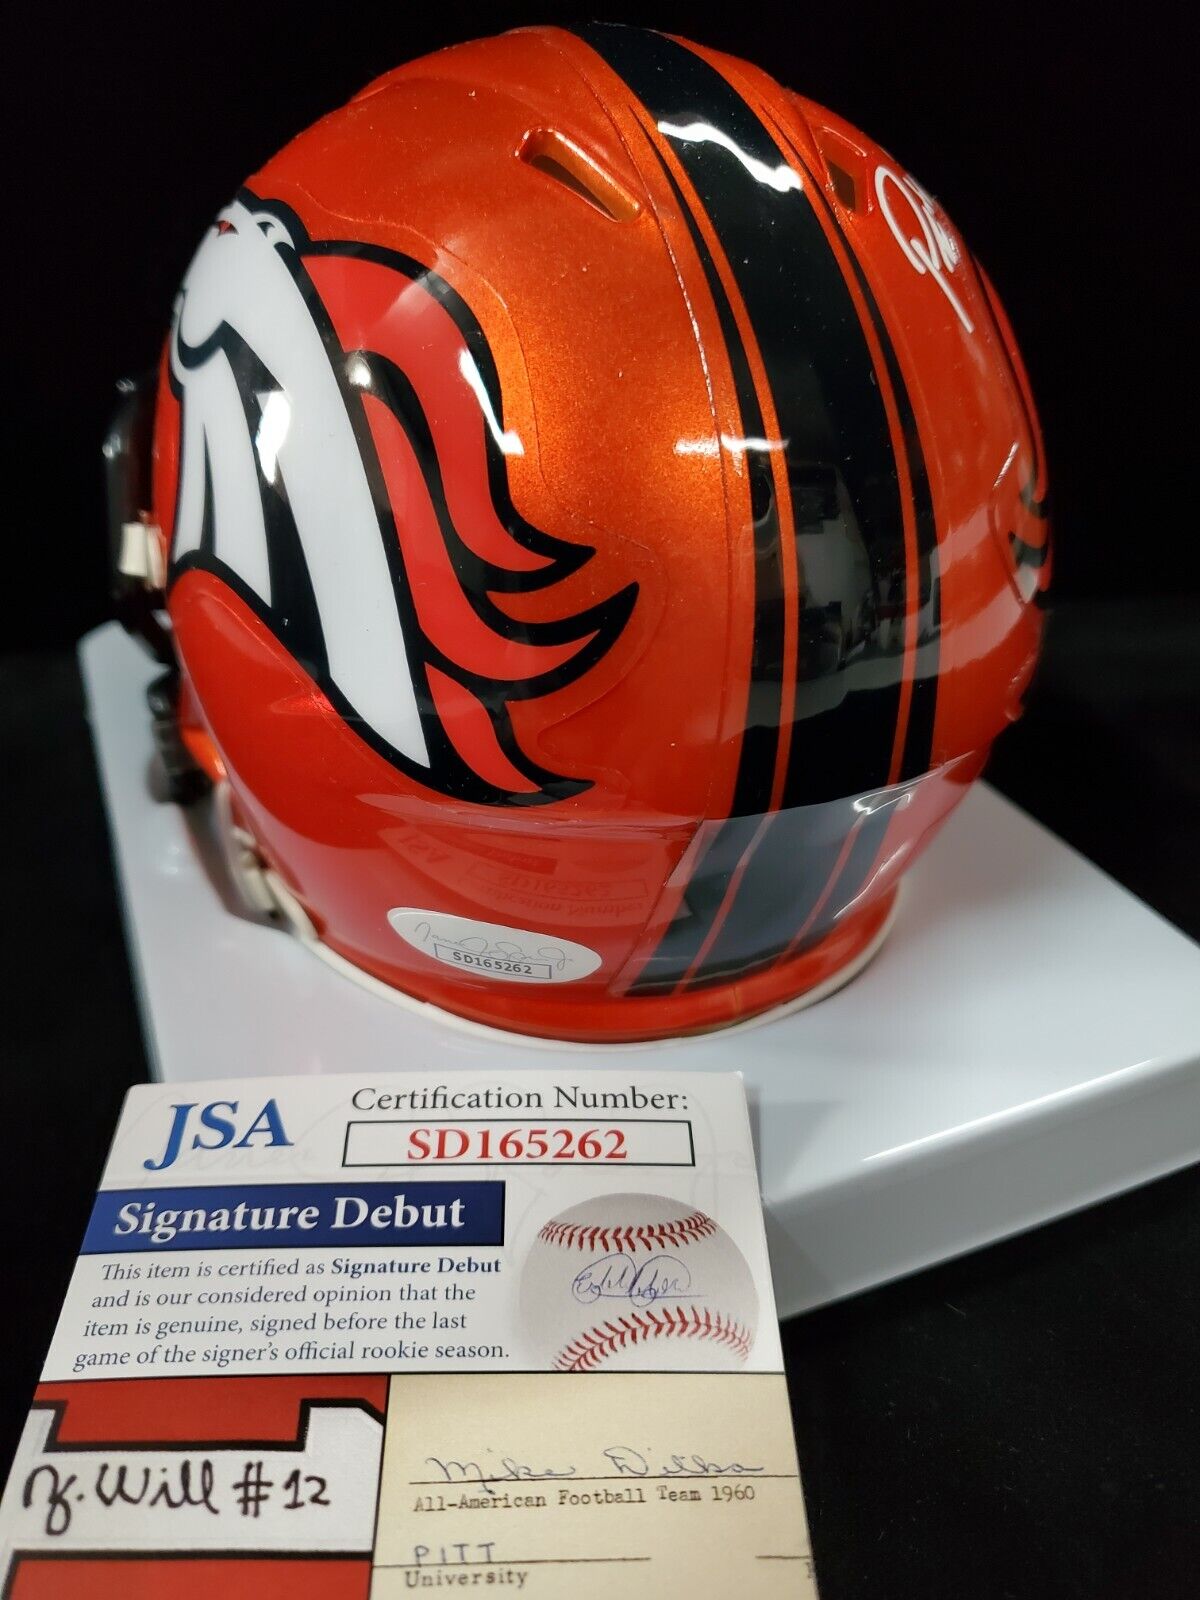 SD165262
JSA
Certification Number:
SD165262
Signature Debut
This item is certified as Signature Debut
and is our considered opinion that the
item is genuine, signed before the last
game of the signer's official rookie season.
Y. Will #12
Mike Ditka
All-American Football Team 1960
PITT
University